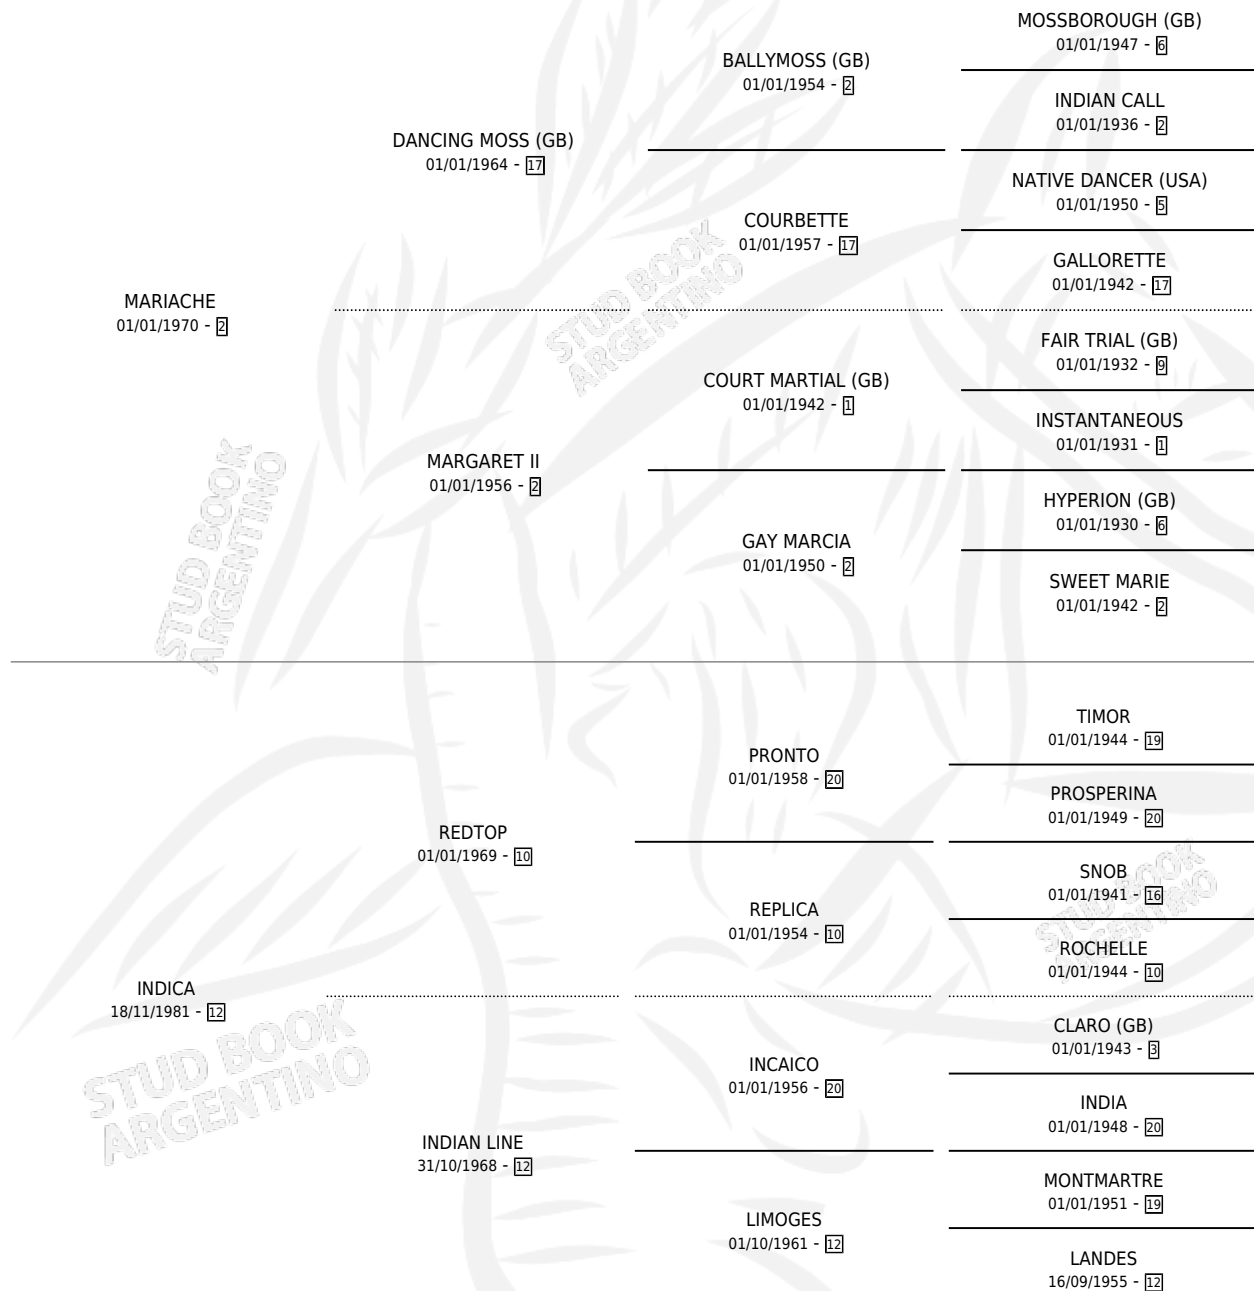 MOSSBOROUGH (GB)
01/01/1947 - 6
BALLYMOSS (GB)
01/01/1954 - 2
INDIAN CALL
01/01/1936 - 2
DANCING MOSS (GB)
01/01/1964 - 17
NATIVE DANCER (USA)
01/01/1950 - 5
COURBETTE
01/01/1957 - 17
GALLORETTE
01/01/1942 - 17
MARIACHE
01/01/1970 - 2
STUD BOOK
ARGENTINO
FAIR TRIAL (GB)
01/01/1932 - 9
COURT MARTIAL (GB)
01/01/1942 - 1
INSTANTANEOUS
01/01/1931 - 1
MARGARET II
01/01/1956 - 2
HYPERION (GB)
01/01/1930 - 6
GAY MARCIA
01/01/1950 - 2
SWEET MARIE
01/01/1942 - 2
STUD BOOK
ARGENTINO
TIMOR
01/01/1944 - 19
PRONTO
01/01/1958 - 20
PROSPERINA
01/01/1949 - 20
REDTOP
01/01/1969 - 10
SNOB
01/01/1941 - 16
REPLICA
01/01/1954 - 10
ROCHELLE
01/01/1944 - 10
STUD BOOK
ARGENTINO
INDICA
18/11/1981 - 12
CLARO (GB)
01/01/1943 - 3
INCAICO
01/01/1956 - 20
INDIA
01/01/1948 - 20
STUD BOOK
ARGENTINO
INDIAN LINE
31/10/1968 - 12
MONTMARTRE
01/01/1951 - 19
LIMOGES
01/10/1961 - 12
LANDES
16/09/1955 - 12